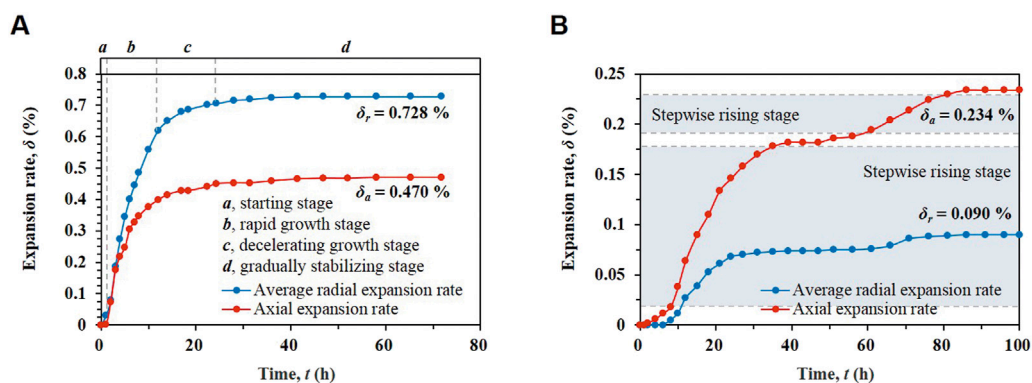 A
a b c d
0.8
0.7
0.6
0.5
0.4
0.3
0.2
0.1
0
Expansion rate, δ (%)
δr = 0.728 %
δa = 0.470 %
a, starting stage
b, rapid growth stage
c, decelerating growth stage
d, gradually stabilizing stage
Average radial expansion rate
Axial expansion rate
0 20 40 60 80
Time, t (h)
B
0.25
0.2
0.15
0.1
0.05
0
Expansion rate, δ (%)
Stepwise rising stage
δa = 0.234 %
Stepwise rising stage
δr = 0.090 %
Average radial expansion rate
Axial expansion rate
0 20 40 60 80 100
Time, t (h)